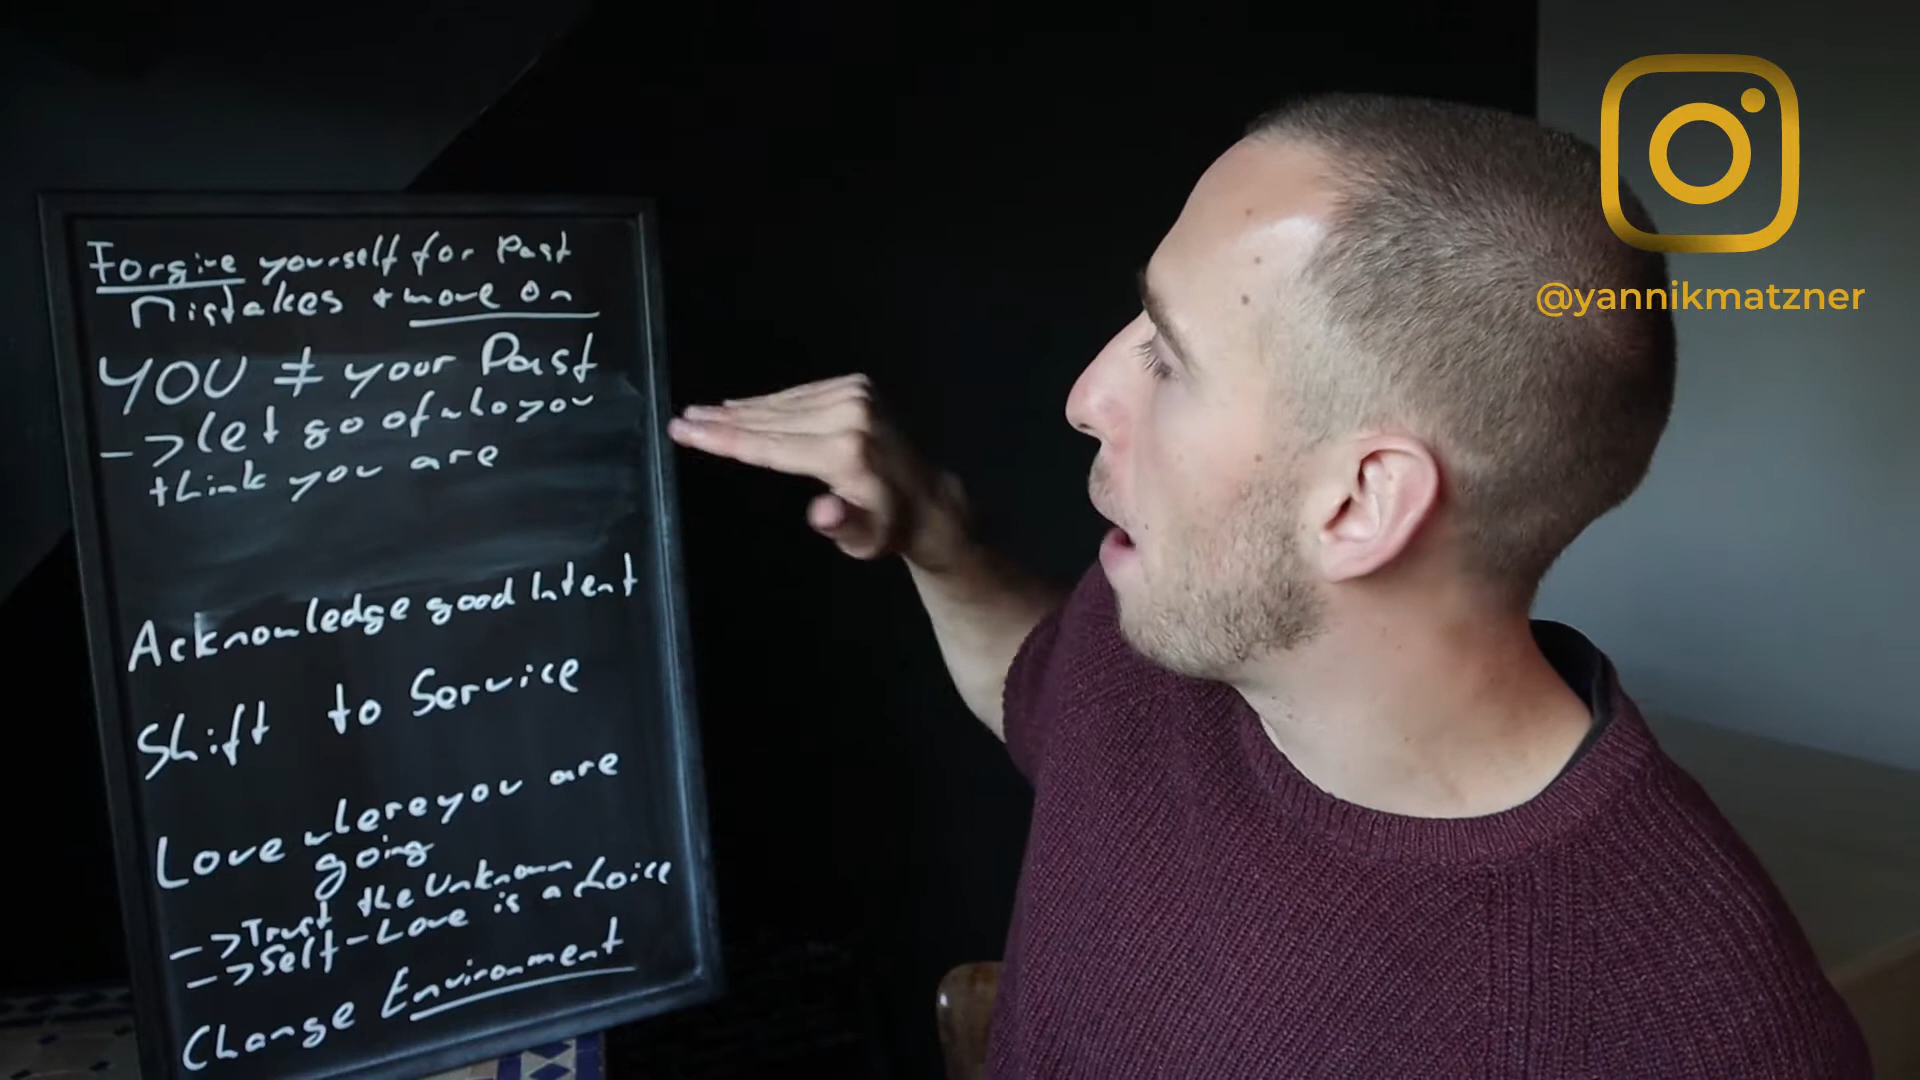 Forgive yourself for Past
Mistakes + move on
YOU ≠ your Past
-> let go of who you
think you are
Acknowledge good Intent
Shift to Service
Love where you are
going
-> Trust the Unknown
-> Self-Love is a choice
Change Environment
@yannikmatzner